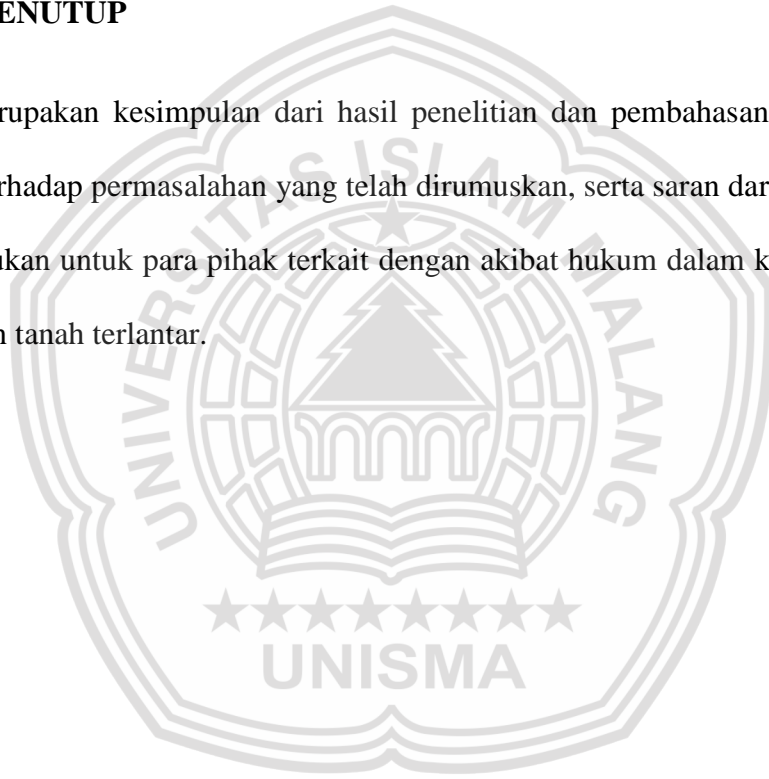 ENUTUP
rupakan kesimpulan dari hasil penelitian dan pembahasan
rhadap permasalahan yang telah dirumuskan, serta saran dar
ukan untuk para pihak terkait dengan akibat hukum dalam k
n tanah terlantar.
UNIVERSITAS ISLAM MALANG
UNISMA